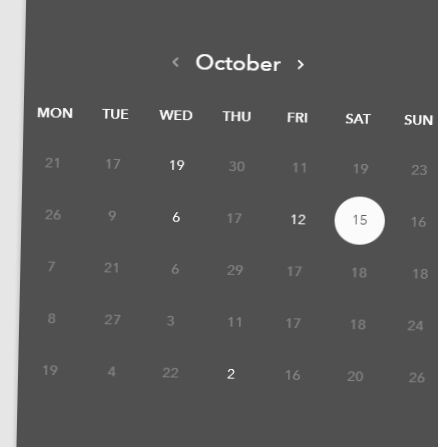 ‹ October ›
MON TUE WED THU FRI SAT SUN
21 17 19 30 11 19 23
26 9 6 17 12 15 16
7 21 6 29 17 18 18
8 27 3 11 17 18 24
19 4 22 2 16 20 26